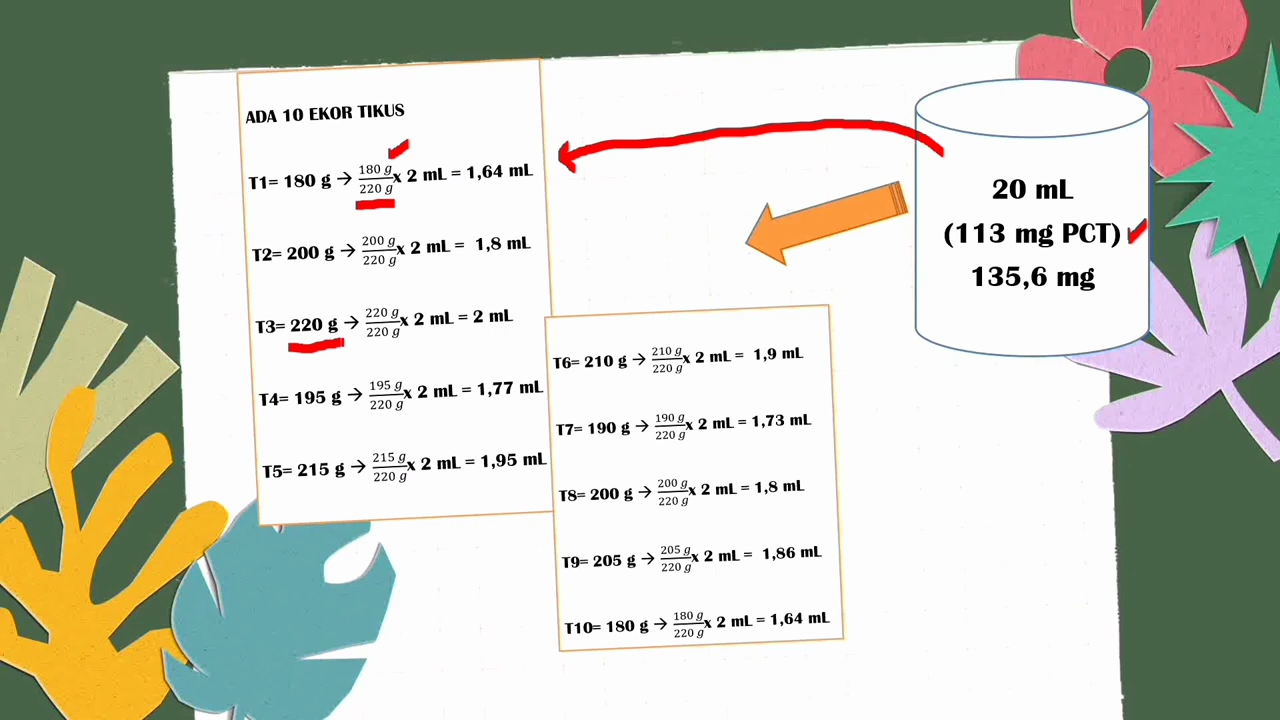 ADA 10 EKOR TIKUS
T1= 180 g → 180 g/220 g x 2 mL = 1,64 mL
T2= 200 g → 200 g/220 g x 2 mL = 1,8 mL
T3= 220 g → 220 g/220 g x 2 mL = 2 mL
T4= 195 g → 195 g/220 g x 2 mL = 1,77 mL
T5= 215 g → 215 g/220 g x 2 mL = 1,95 mL
T6= 210 g → 210 g/220 g x 2 mL = 1,9 mL
T7= 190 g → 190 g/220 g x 2 mL = 1,73 mL
T8= 200 g → 200 g/220 g x 2 mL = 1,8 mL
T9= 205 g → 205 g/220 g x 2 mL = 1,86 mL
T10= 180 g → 180 g/220 g x 2 mL = 1,64 mL
20 mL
(113 mg PCT)
135,6 mg